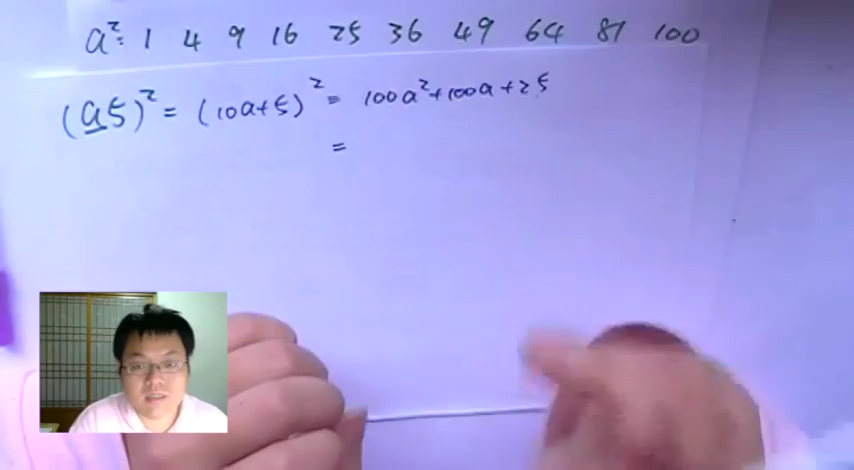 a²: 1 4 9 16 25 36 49 64 81 100
(a5)² = (10a+5)² = 100a²+100a+25
=